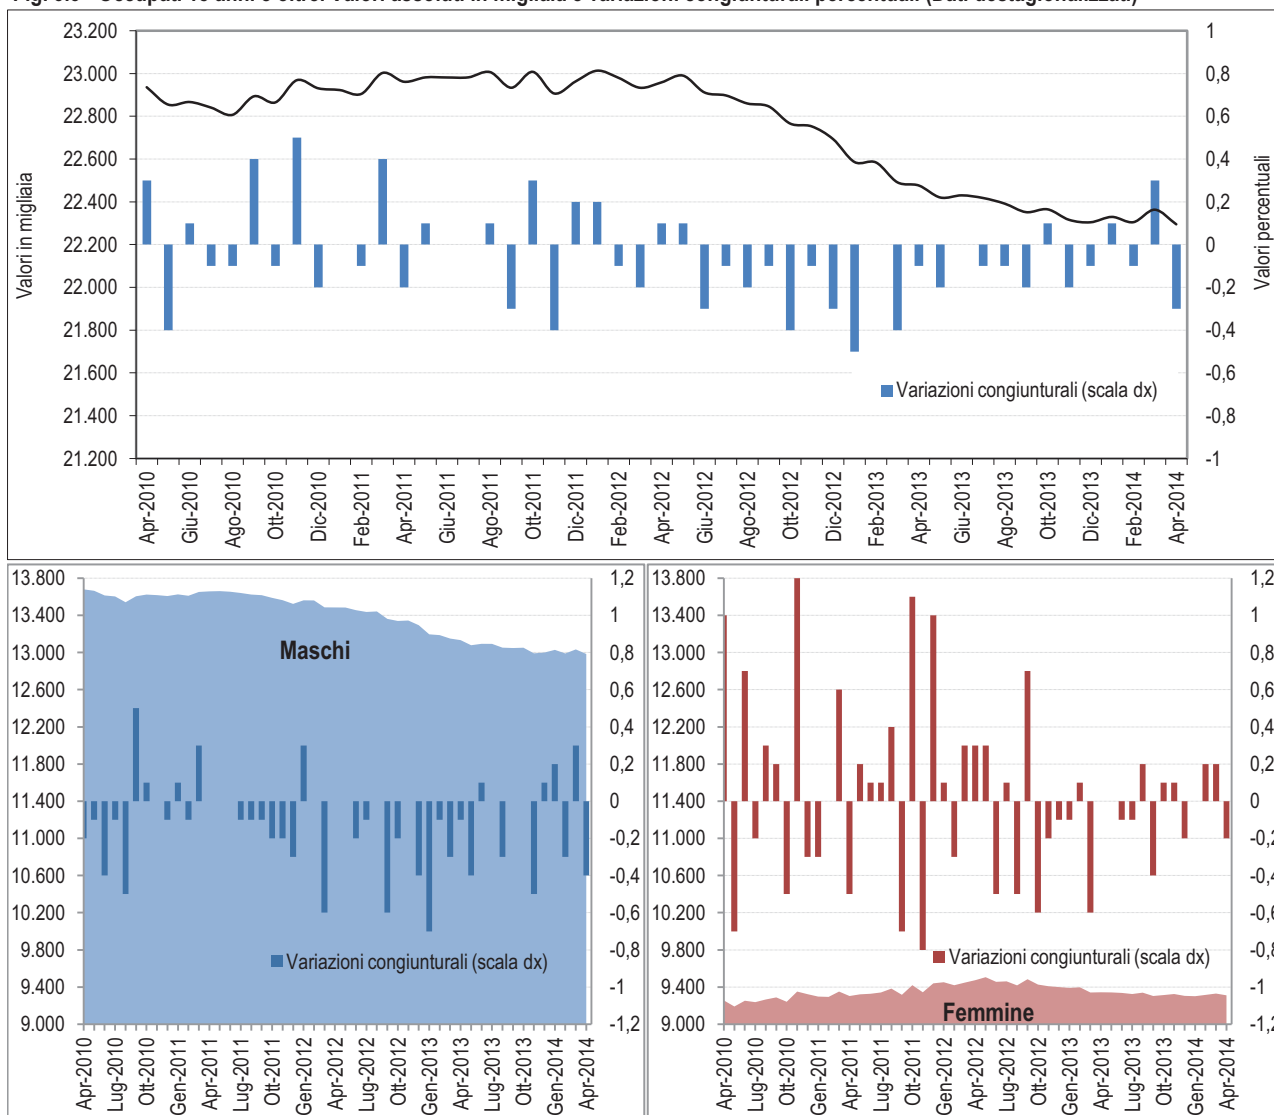 23.200
23.000
22.800
22.600
22.400
22.200
22.000
21.800
21.600
21.400
21.200
Valori in migliaia
1
0,8
0,6
0,4
0,2
0
-0,2
-0,4
-0,6
-0,8
-1
Valori percentuali
Variazioni congiunturali (scala dx)
Apr-2010
Giu-2010
Ago-2010
Ott-2010
Dic-2010
Feb-2011
Apr-2011
Giu-2011
Ago-2011
Ott-2011
Dic-2011
Feb-2012
Apr-2012
Giu-2012
Ago-2012
Ott-2012
Dic-2012
Feb-2013
Apr-2013
Giu-2013
Ago-2013
Ott-2013
Dic-2013
Feb-2014
Apr-2014
13.800
13.400
13.000
12.600
12.200
11.800
11.400
11.000
10.600
10.200
9.800
9.400
9.000
Maschi
1,2
1
0,8
0,6
0,4
0,2
0
-0,2
-0,4
-0,6
-0,8
-1
-1,2
Variazioni congiunturali (scala dx)
Apr-2010
Lug-2010
Ott-2010
Gen-2011
Apr-2011
Lug-2011
Ott-2011
Gen-2012
Apr-2012
Lug-2012
Ott-2012
Gen-2013
Apr-2013
Lug-2013
Ott-2013
Gen-2014
Apr-2014
13.800
13.400
13.000
12.600
12.200
11.800
11.400
11.000
10.600
10.200
9.800
9.400
9.000
1,2
1
0,8
0,6
0,4
0,2
0
-0,2
-0,4
-0,6
-0,8
-1
-1,2
Variazioni congiunturali (scala dx)
Femmine
Apr-2010
Lug-2010
Ott-2010
Gen-2011
Apr-2011
Lug-2011
Ott-2011
Gen-2012
Apr-2012
Lug-2012
Ott-2012
Gen-2013
Apr-2013
Lug-2013
Ott-2013
Gen-2014
Apr-2014